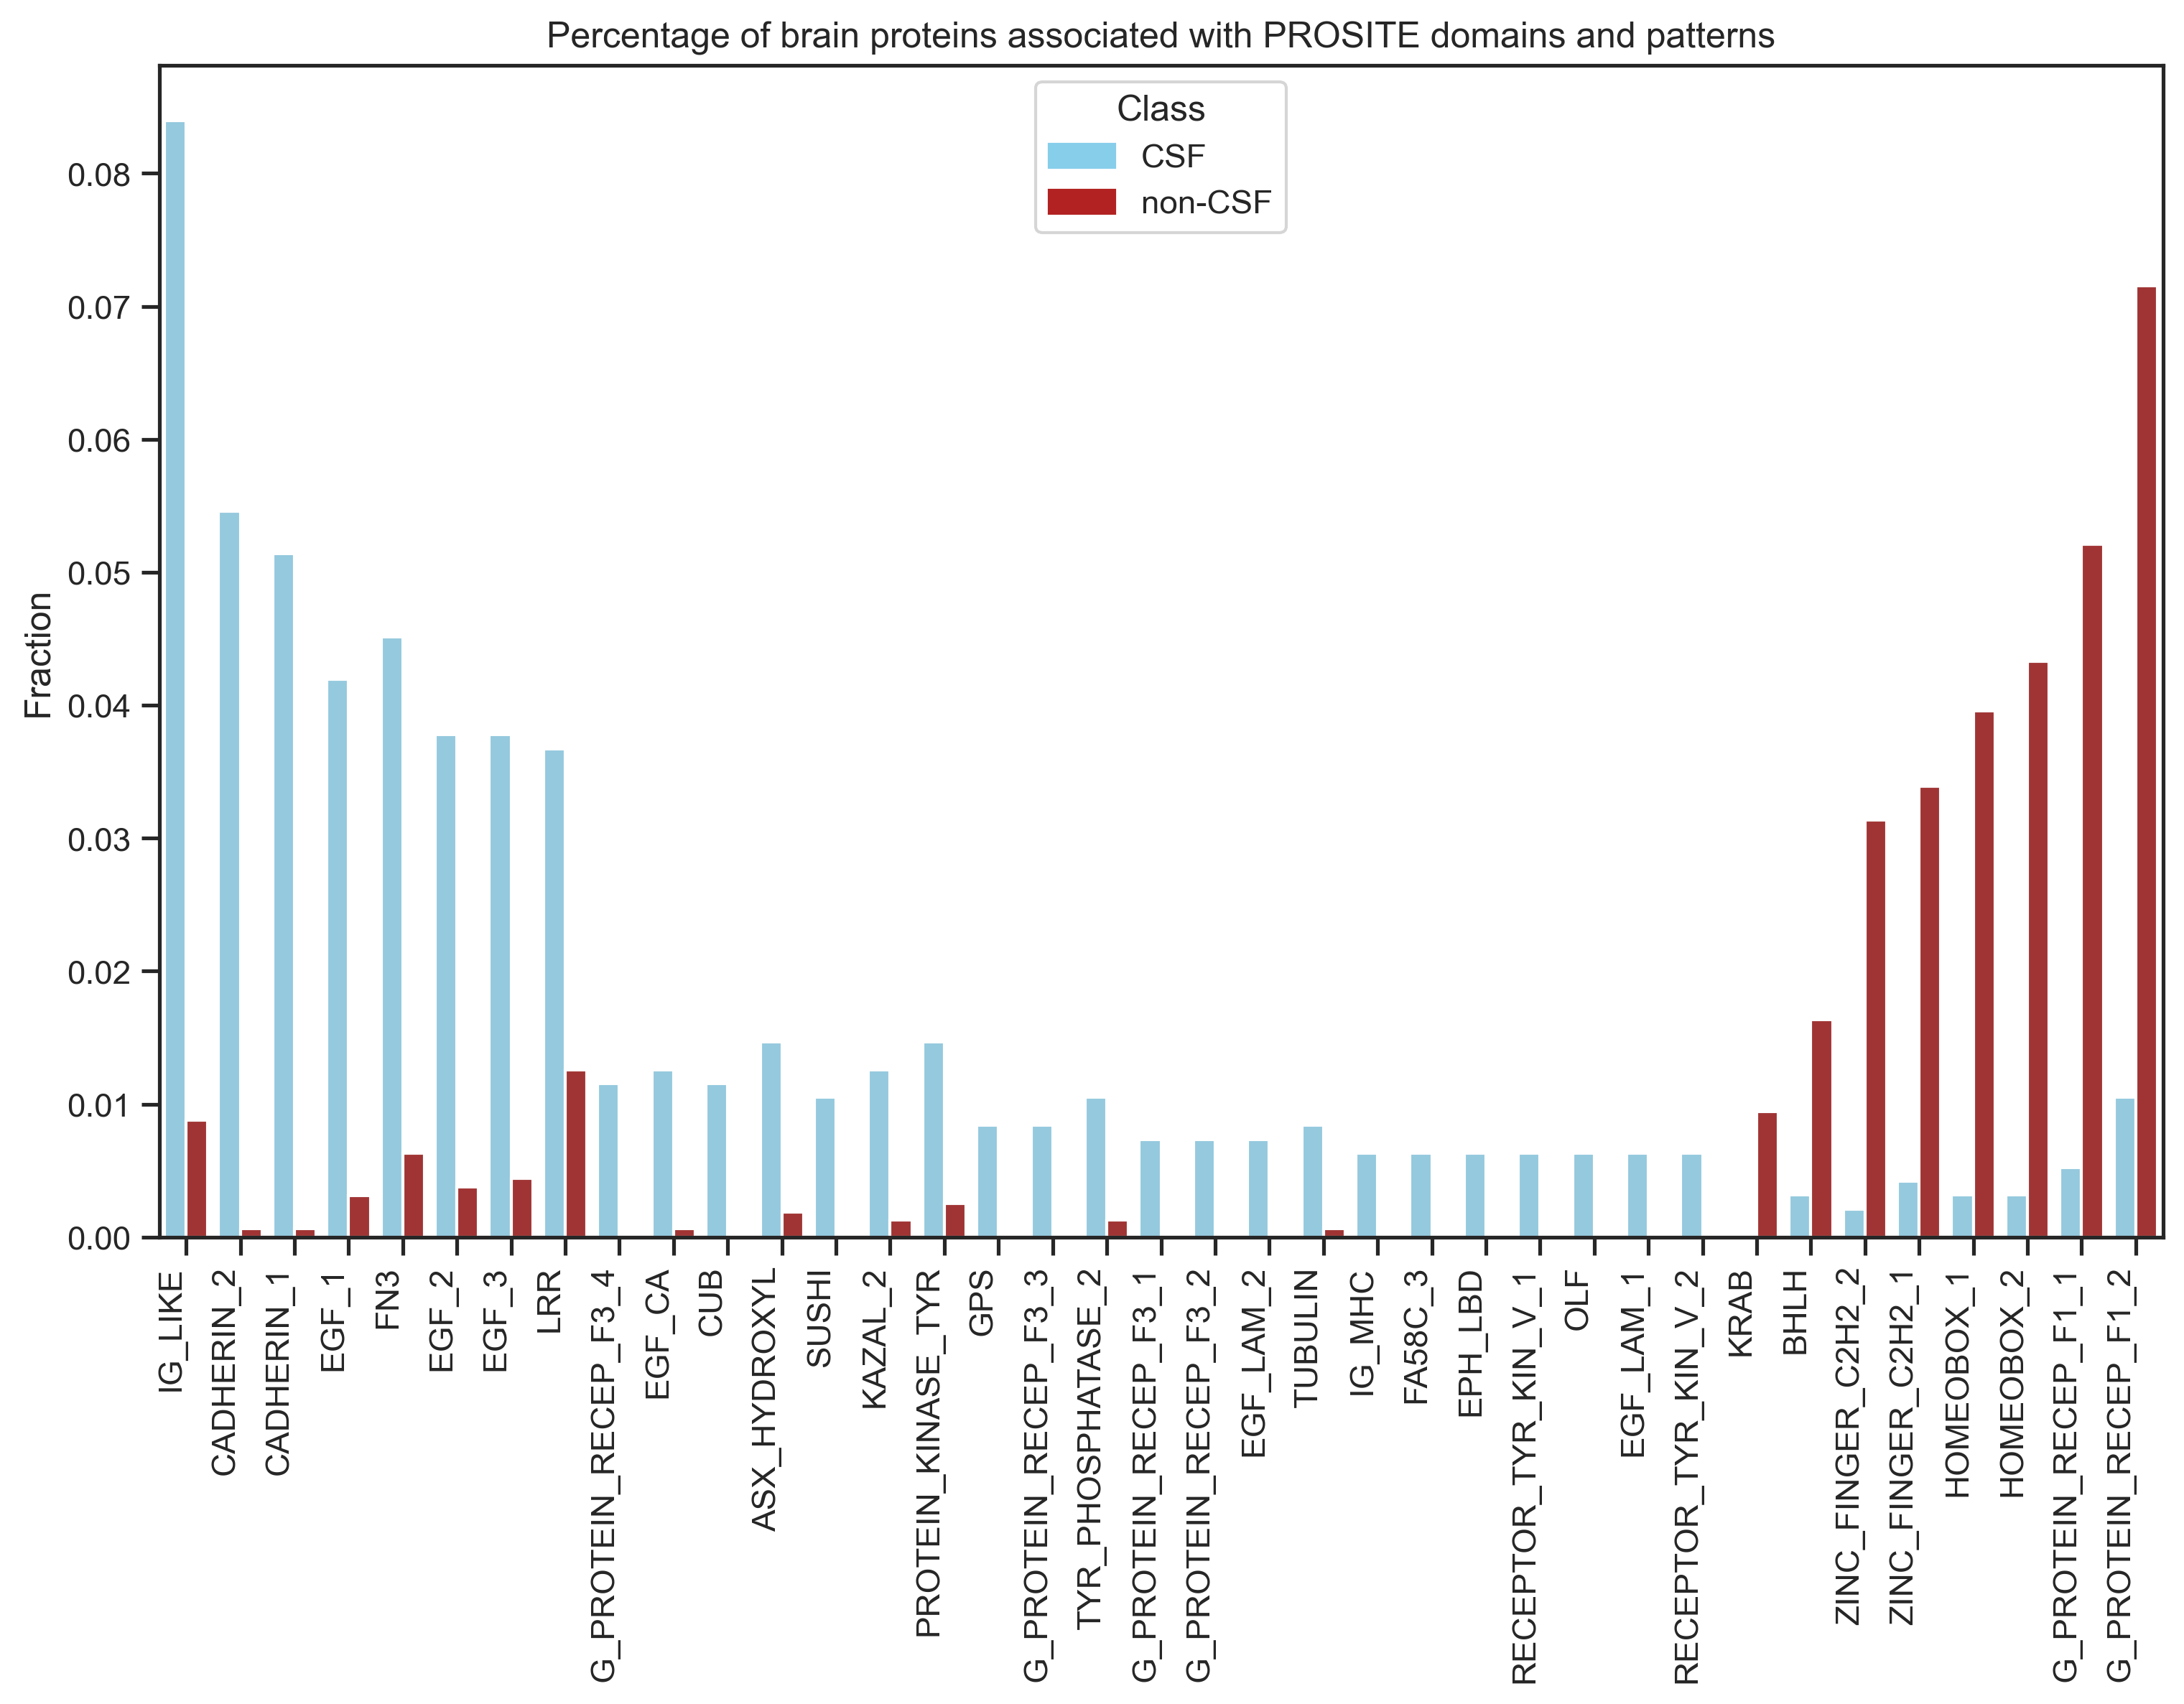 Percentage of brain proteins associated with PROSITE domains and patterns
Class
CSF
non-CSF
Fraction
0.08
0.07
0.06
0.05
0.04
0.03
0.02
0.01
0.00
IG_LIKE
CADHERIN_2
CADHERIN_1
EGF_1
FN3
EGF_2
EGF_3
LRR
G_PROTEIN_RECEP_F3_4
EGF_CA
CUB
ASX_HYDROXYL
SUSHI
KAZAL_2
PROTEIN_KINASE_TYR
GPS
G_PROTEIN_RECEP_F3_3
TYR_PHOSPHATASE_2
G_PROTEIN_RECEP_F3_1
G_PROTEIN_RECEP_F3_2
EGF_LAM_2
TUBULIN
IG_MHC
FA58C_3
EPH_LBD
RECEPTOR_TYR_KIN_V_1
OLF
EGF_LAM_1
RECEPTOR_TYR_KIN_V_2
KRAB
BHLH
ZINC_FINGER_C2H2_2
ZINC_FINGER_C2H2_1
HOMEOBOX_1
HOMEOBOX_2
G_PROTEIN_RECEP_F1_1
G_PROTEIN_RECEP_F1_2